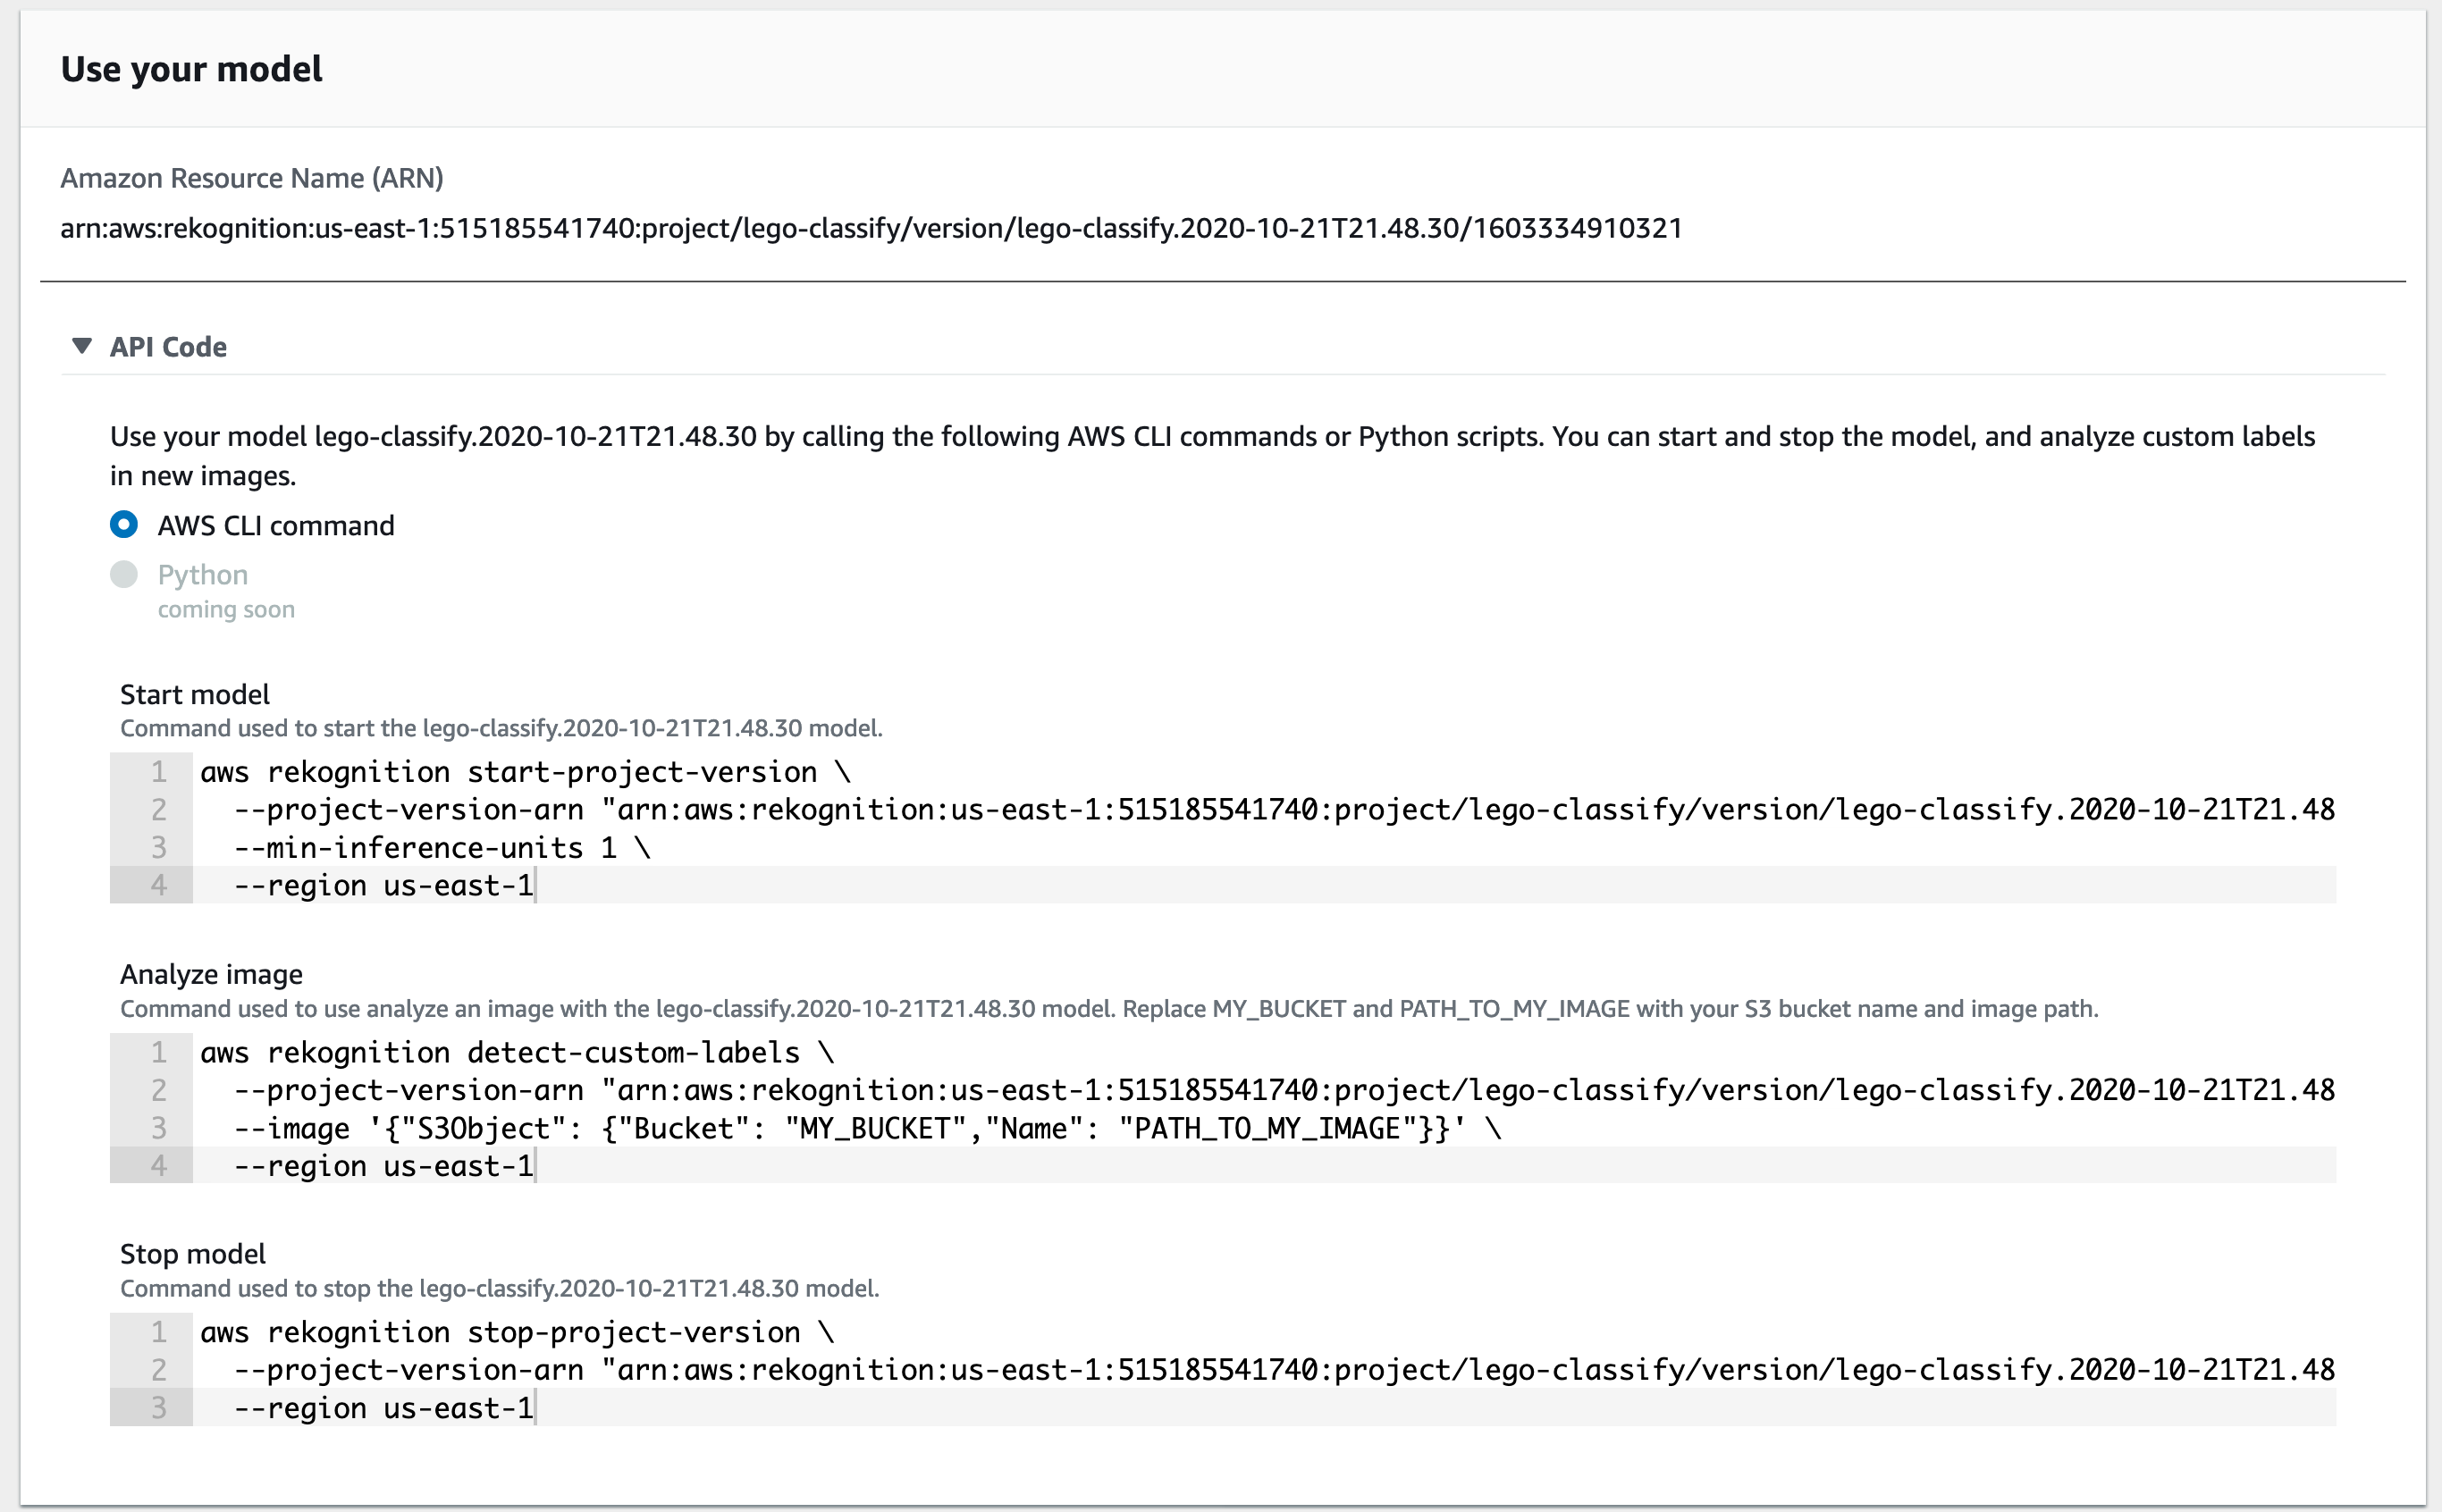 Use your model
Amazon Resource Name (ARN)
arn:aws:rekognition:us-east-1:515185541740:project/lego-classify/version/lego-classify.2020-10-21T21.48.30/1603334910321
API Code
Use your model lego-classify.2020-10-21T21.48.30 by calling the following AWS CLI commands or Python scripts. You can start and stop the model, and analyze custom labels
in new images.
AWS CLI command
Python
coming soon
Start model
Command used to start the lego-classify.2020-10-21T21.48.30 model.
1 aws rekognition start-project-version \
2   --project-version-arn "arn:aws:rekognition:us-east-1:515185541740:project/lego-classify/version/lego-classify.2020-10-21T21.48
3   --min-inference-units 1 \
4   --region us-east-1
Analyze image
Command used to use analyze an image with the lego-classify.2020-10-21T21.48.30 model. Replace MY_BUCKET and PATH_TO_MY_IMAGE with your S3 bucket name and image path.
1 aws rekognition detect-custom-labels \
2   --project-version-arn "arn:aws:rekognition:us-east-1:515185541740:project/lego-classify/version/lego-classify.2020-10-21T21.48
3   --image '{"S3Object": {"Bucket": "MY_BUCKET","Name": "PATH_TO_MY_IMAGE"}}' \
4   --region us-east-1
Stop model
Command used to stop the lego-classify.2020-10-21T21.48.30 model.
1 aws rekognition stop-project-version \
2   --project-version-arn "arn:aws:rekognition:us-east-1:515185541740:project/lego-classify/version/lego-classify.2020-10-21T21.48
3   --region us-east-1